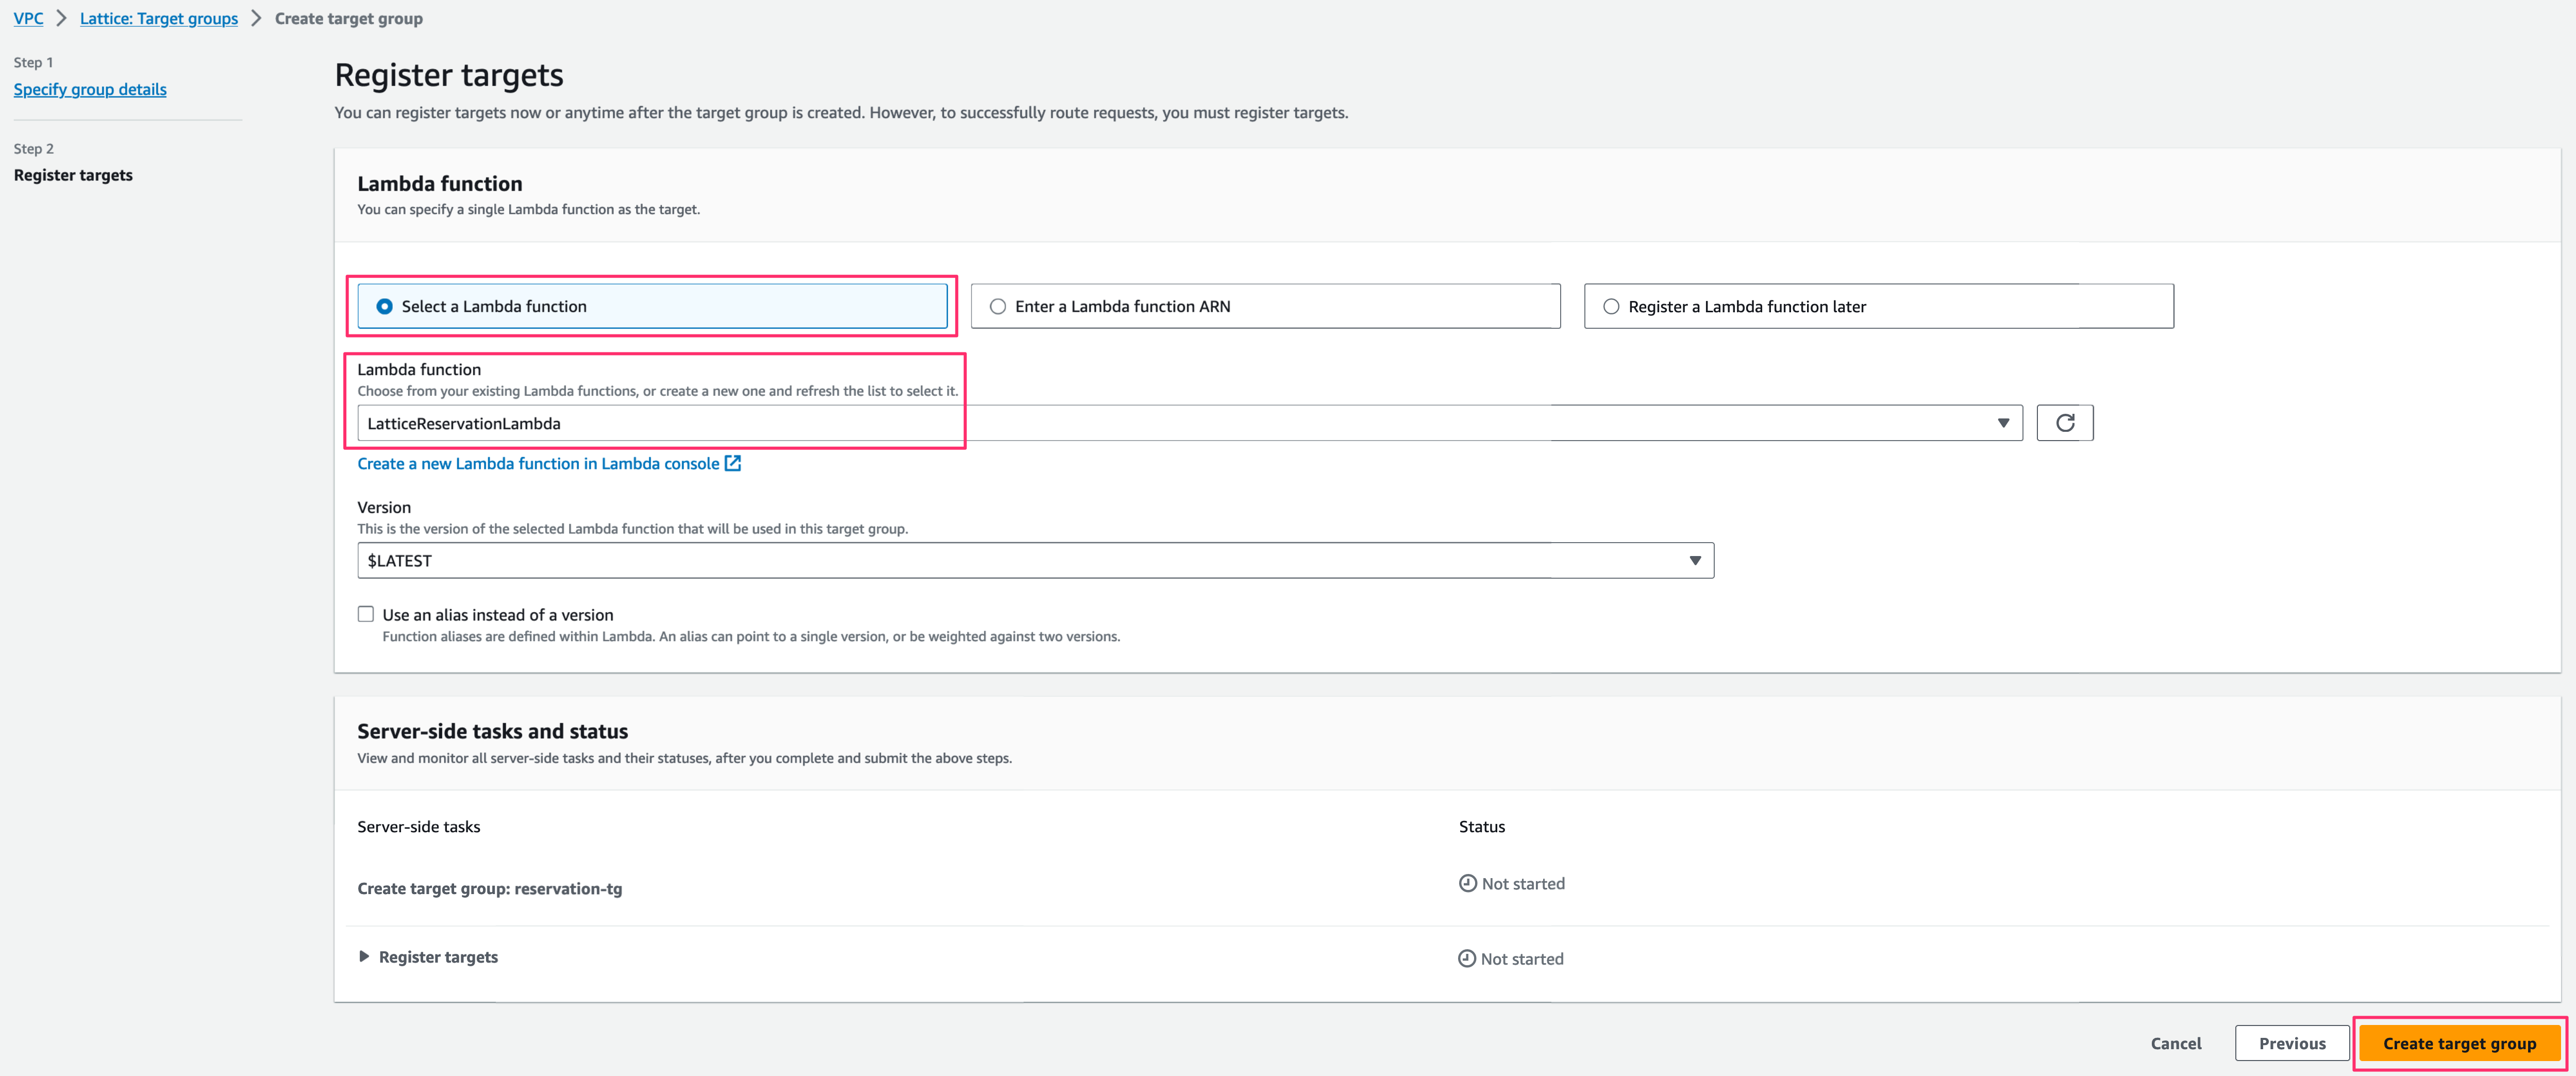 VPC > Lattice: Target groups > Create target group
Step 1
Specify group details
Step 2
Register targets
Register targets
You can register targets now or anytime after the target group is created. However, to successfully route requests, you must register targets.
Lambda function
You can specify a single Lambda function as the target.
Select a Lambda function
Enter a Lambda function ARN
Register a Lambda function later
Lambda function
Choose from your existing Lambda functions, or create a new one and refresh the list to select it.
LatticeReservationLambda
Create a new Lambda function in Lambda console
Version
This is the version of the selected Lambda function that will be used in this target group.
$LATEST
Use an alias instead of a version
Function aliases are defined within Lambda. An alias can point to a single version, or be weighted against two versions.
Server-side tasks and status
View and monitor all server-side tasks and their statuses, after you complete and submit the above steps.
Server-side tasks
Status
Create target group: reservation-tg
Not started
Register targets
Not started
Cancel
Previous
Create target group